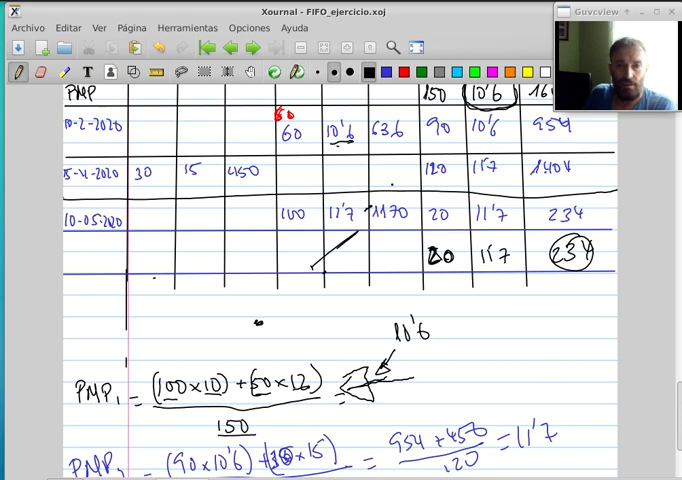 Xournal - FIFO_ejercicio.xoj
Guvcview
Archivo Editar Ver Página Herramientas Opciones Ayuda
PMP 150 10'6
10-2-2020 60 10'6 636 90 10'6 954
60
15-4-2020 30 15 450 120 11'7 1404
10-05-2020 100 11'7 1170 20 11'7 234
20 11'7 234
10'6
PMP1 = (100 x 10) + (50 x 12) =
150
PMP = (90 x 10'6) + (30 x 15) = 954 + 450 = 11'7
120